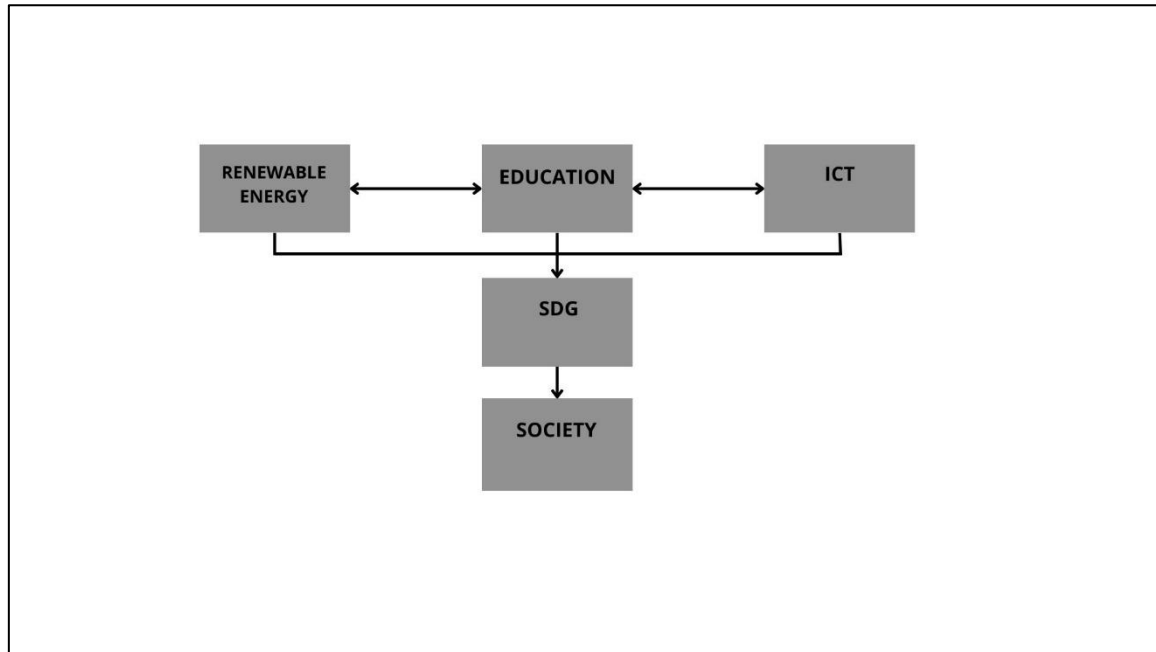 RENEWABLE
ENERGY
EDUCATION
ICT
SDG
SOCIETY